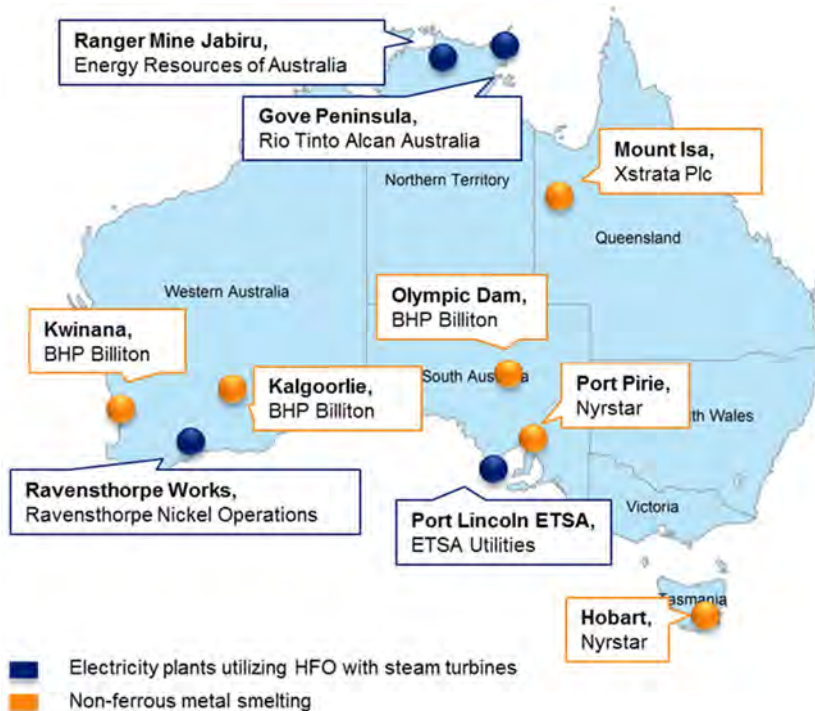 Ranger Mine Jabiru,
Energy Resources of Australia
Gove Peninsula,
Rio Tinto Alcan Australia
Mount Isa,
Xstrata Plc
Northern Territory
Queensland
Western Australia
Olympic Dam,
BHP Billiton
Kwinana,
BHP Billiton
Kalgoorlie,
BHP Billiton
South
Port Pirie,
Nyrstar
Wales
Ravensthorpe Works,
Ravensthorpe Nickel Operations
Port Lincoln ETSA,
ETSA Utilities
Victoria
Tasmania
Hobart,
Nyrstar
Electricity plants utilizing HFO with steam turbines
Non-ferrous metal smelting